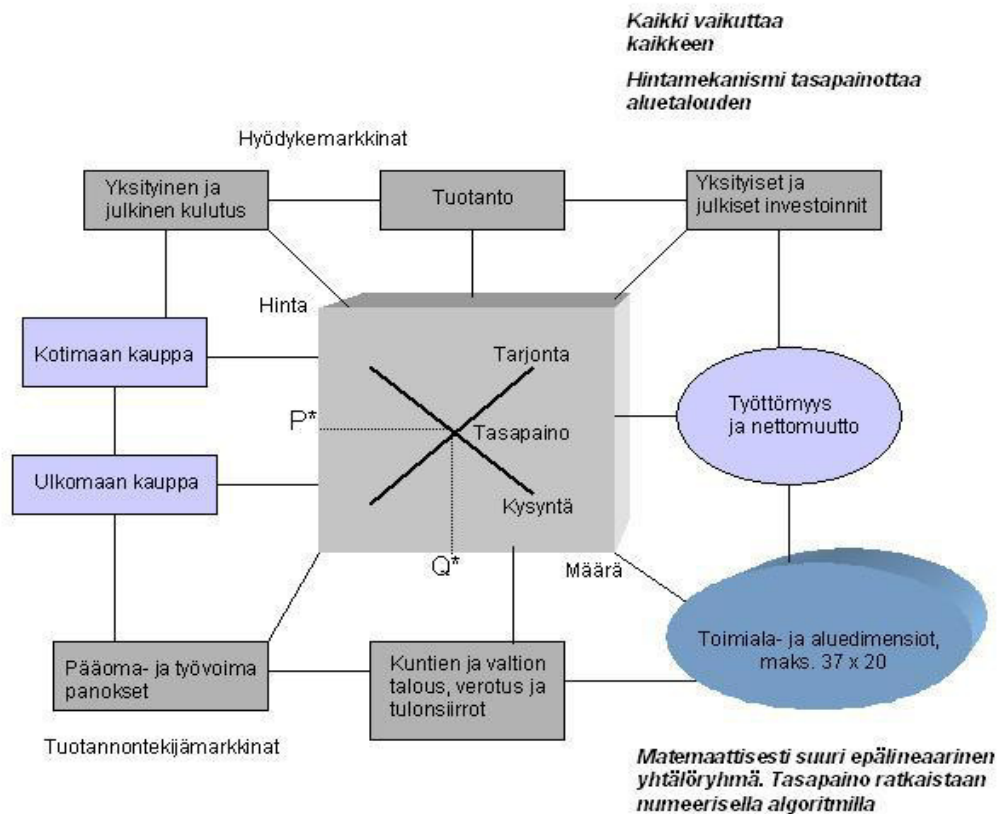 Kaikki vaikuttaa
kaikkeen
Hintamekanismi tasapainottaa
aluetalouden
Hyödykemarkkinat
Yksityinen ja
julkinen kulutus
Tuotanto
Yksityiset ja
julkiset investoinnit
Hinta
Kotimaan kauppa
Tarjonta
Työttömyys
ja nettomuutto
P*
Tasapaino
Ulkomaan kauppa
Kysyntä
Q*
Määrä
Pääoma- ja työvoima
panokset
Kuntien ja valtion
talous, verotus ja
tulonsiirrot
Toimiala- ja aluedimensiot,
maks. 37 x 20
Tuotannontekijämarkkinat
Matemaattisesti suuri epälineaarinen
yhtälöryhmä. Tasapaino ratkaistaan
numeerisella algoritmilla